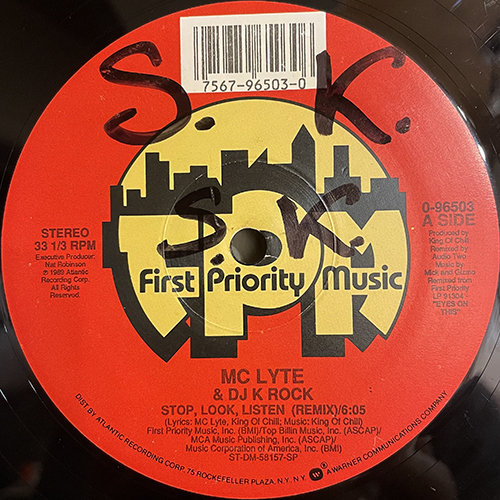 7567-96503-0
S. K.
S. K.
STEREO
33 1/3 RPM
Executive Producer:
Nat Robinson
℗ 1989 Atlantic
Recording Corp.
All Rights
Reserved.
0-96503
A SIDE
Produced by
King Of Chill
Remixed by
Audio Two
Music by
Mick and
Remixed from
First Priority
LP 91304 -
"EYES ON
THIS"
First Priority Music
FPM
MC LYTE
& DJ K ROCK
STOP, LOOK, LISTEN (REMIX)/6:05
(Lyrics: MC Lyte, King Of Chill; Music: King Of Chill)
First Priority Music, Inc. (BMI)/Top Billin Music, Inc. (ASCAP)/
MCA Music Publishing, Inc. (ASCAP)/
Music Corporation of America, Inc. (BMI)
ST-DM-58157-SP
DIST BY ATLANTIC RECORDING CORP. 75 ROCKEFELLER PLAZA, N.Y. N.Y. A WARNER COMMUNICATIONS COMPANY